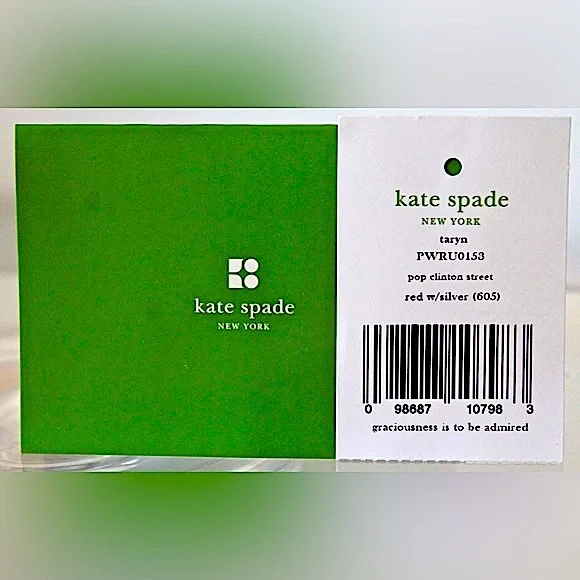 kate spade
NEW YORK
kate spade
NEW YORK
taryn
PWRU0153
pop clinton street
red w/silver (605)
0 98687 10798 3
graciousness is to be admired